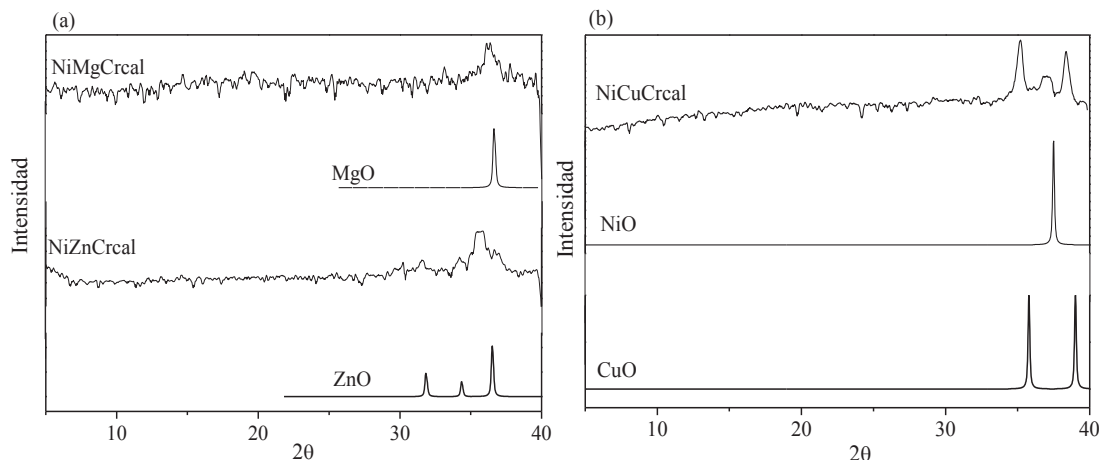 (a)
NiMgCrcal
MgO
NiZnCrcal
ZnO
Intensidad
10 20 30 40
2θ
(b)
NiCuCrcal
NiO
CuO
Intensidad
10 20 30 40
2θ